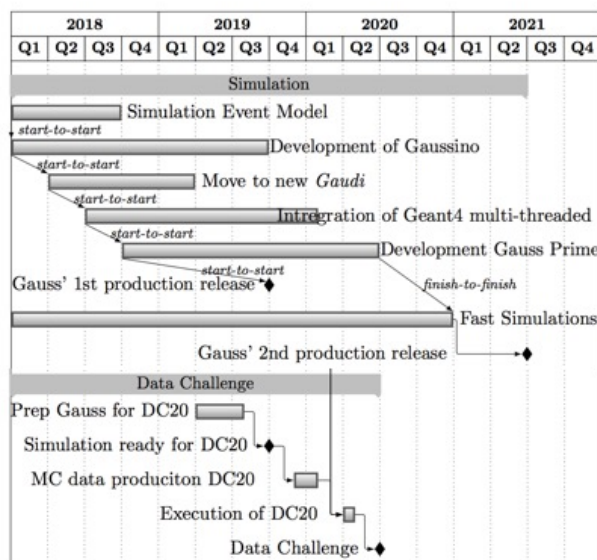 2018 2019 2020 2021
Q1 Q2 Q3 Q4 Q1 Q2 Q3 Q4 Q1 Q2 Q3 Q4 Q1 Q2 Q3 Q4
Simulation
Simulation Event Model
start-to-start
Development of Gaussino
start-to-start
Move to new Gaudi
start-to-start
Intregration of Geant4 multi-threaded
start-to-start
Development Gauss Prime
start-to-start
Gauss' 1st production release
finish-to-finish
Fast Simulations
Gauss' 2nd production release
Data Challenge
Prep Gauss for DC20
Simulation ready for DC20
MC data produciton DC20
Execution of DC20
Data Challenge